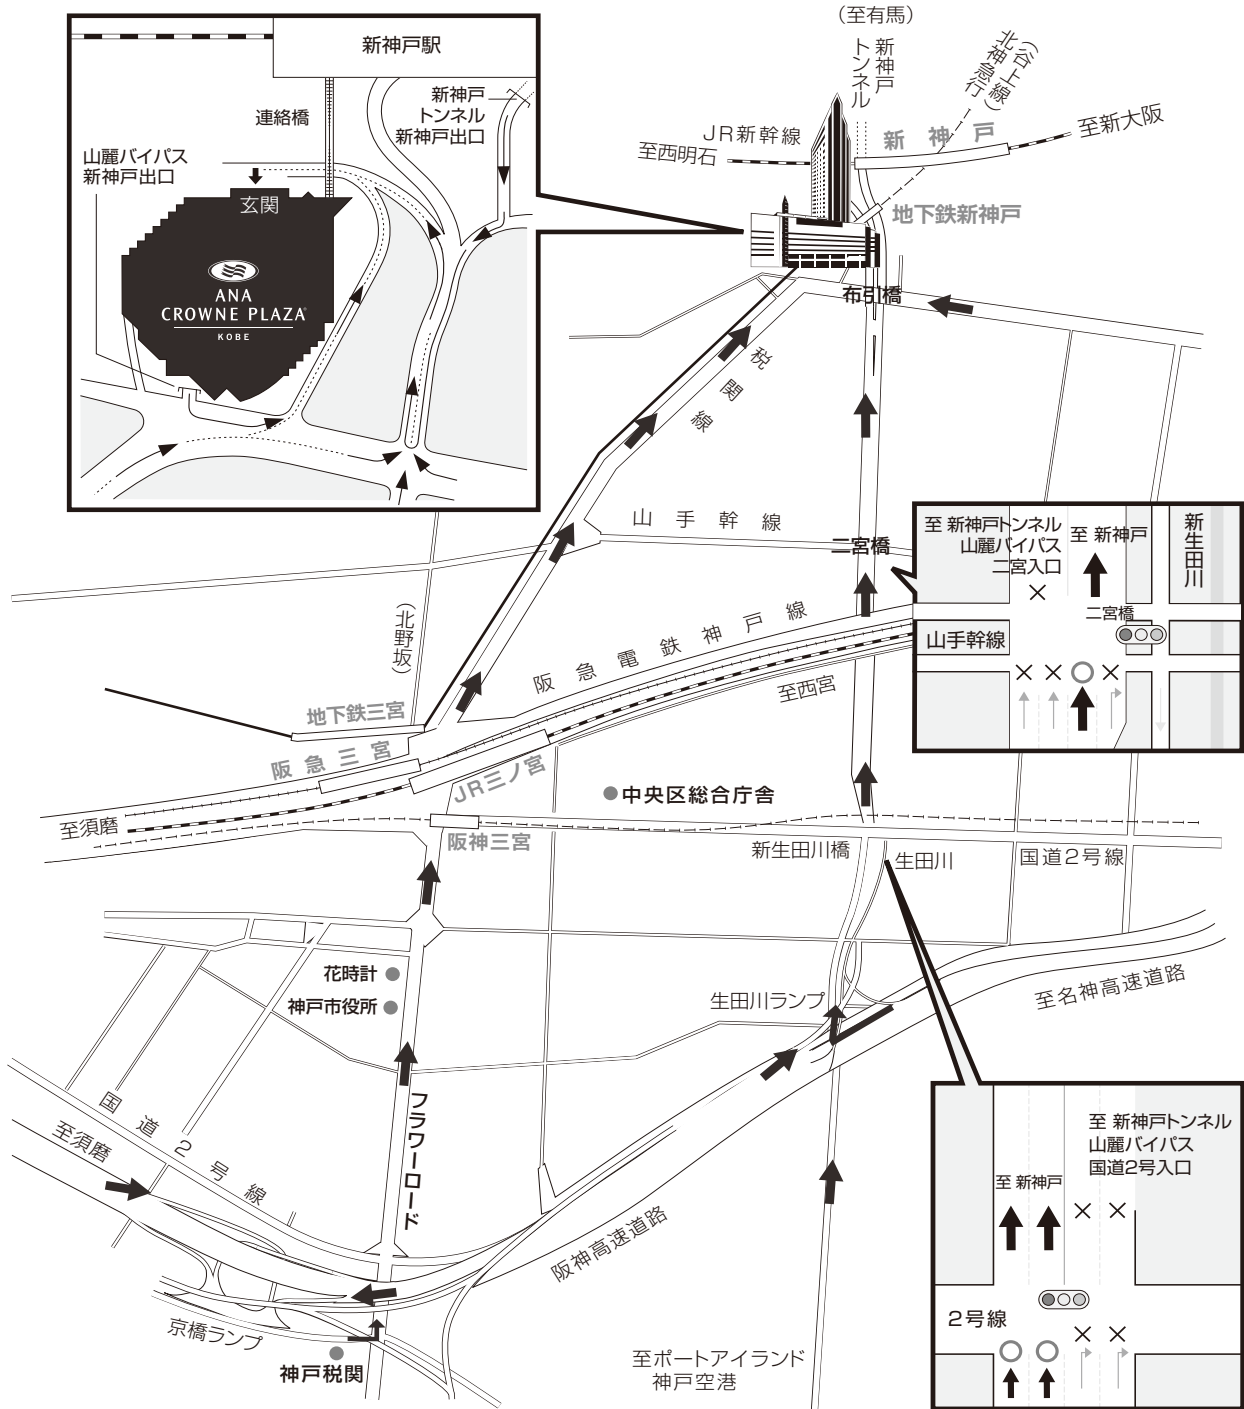 新神戸駅
連絡橋
新神戸
トンネル
新神戸出口
山麓バイパス
新神戸出口
玄関
ANA
CROWNE PLAZA
KOBE
（至有馬）
新神戸
トンネル
北神急行
（谷上線）
JR新幹線
至西明石
新神戸
至新大阪
地下鉄新神戸
布引橋
税関線
山手幹線
二宮橋
至 新神戸トンネル
山麓バイパス
二宮入口
至 新神戸
新生田川
二宮橋
山手幹線
（北野坂）
阪急電鉄神戸線
至西宮
地下鉄三宮
阪急三宮
JR三ノ宮
中央区総合庁舎
至須磨
阪神三宮
新生田川橋
生田川
国道2号線
花時計
神戸市役所
生田川ランプ
至名神高速道路
フラワーロード
国道2号線
至須磨
阪神高速道路
京橋ランプ
神戸税関
至ポートアイランド
神戸空港
至 新神戸トンネル
山麓バイパス
国道2号入口
至 新神戸
2号線